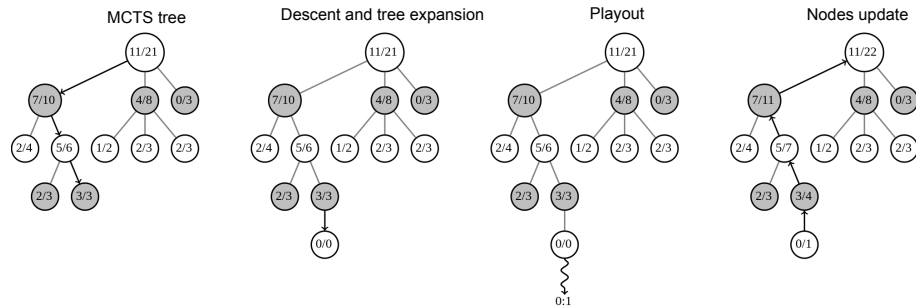 MCTS tree Descent and tree expansion Playout Nodes update
11/21 11/21 11/21 11/22
7/10 4/8 0/3 7/10 4/8 0/3 7/10 4/8 0/3 7/11 4/8 0/3
2/4 5/6 1/2 2/3 2/3 2/4 5/6 1/2 2/3 2/3 2/4 5/6 1/2 2/3 2/3 2/4 5/7 1/2 2/3 2/3
2/3 3/3 2/3 3/3 2/3 3/3 2/3 3/4
0/0 0/0 0/1
0:1